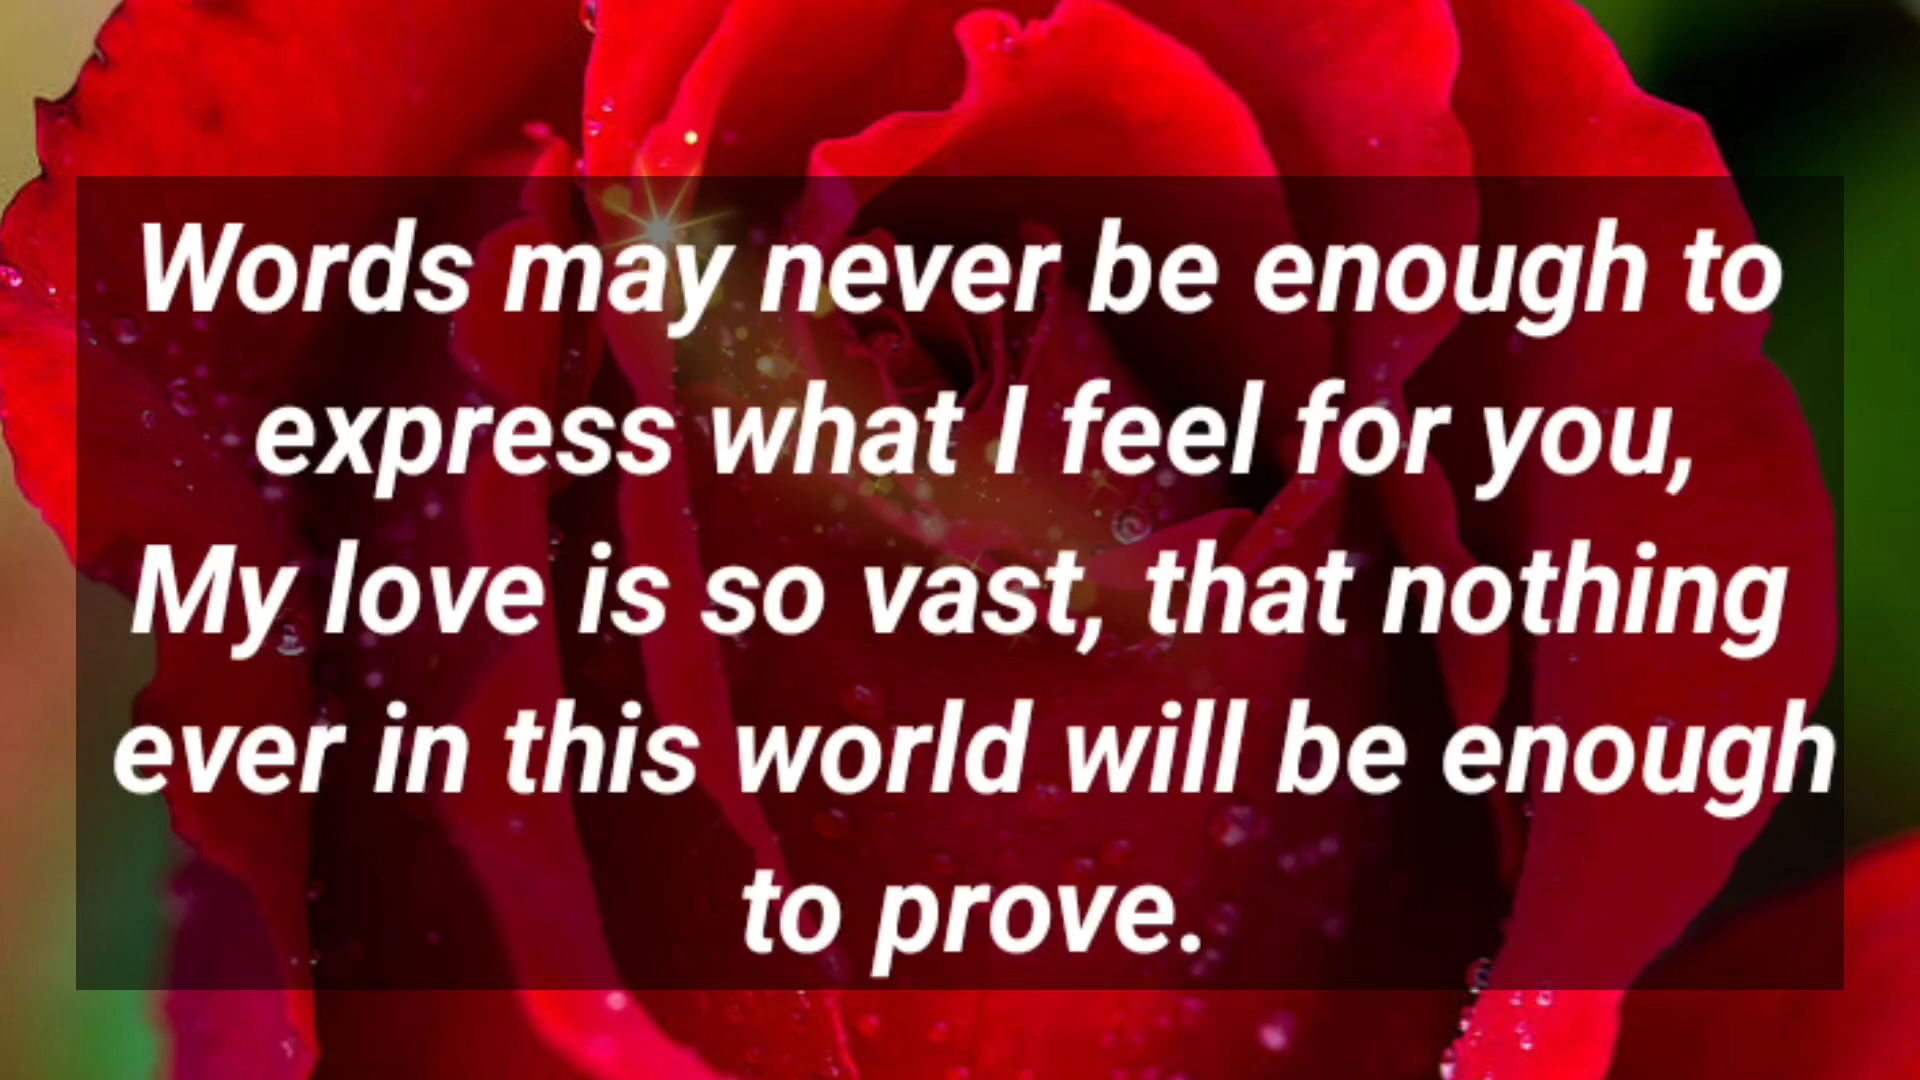 Words may never be enough to
express what I feel for you,
My love is so vast, that nothing
ever in this world will be enough
to prove.